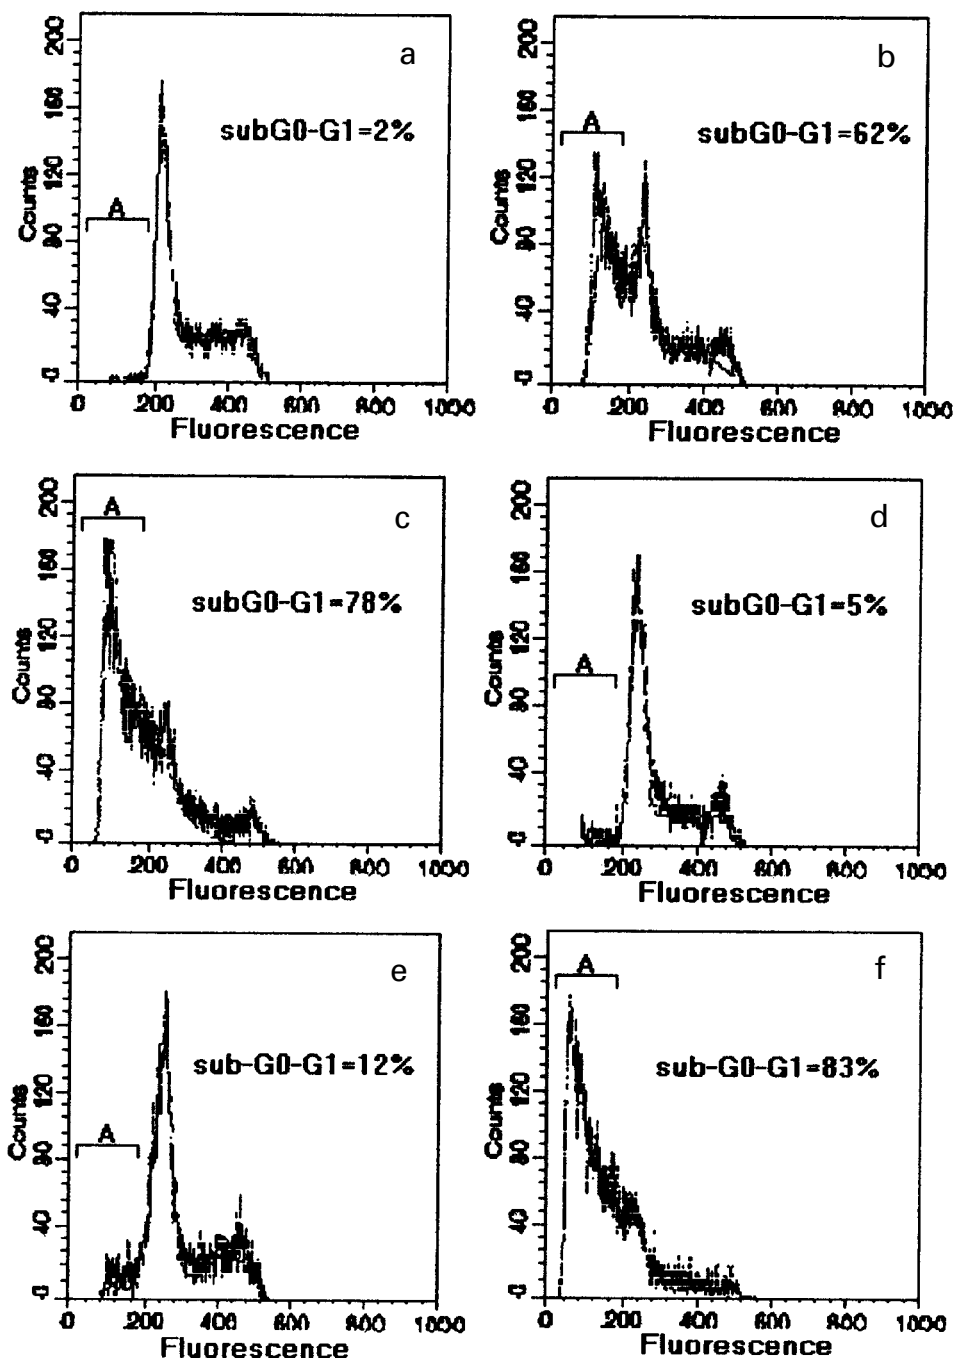 a
200
160
120
80
40
0
Counts
A
subG0-G1=2%
0 200 400 600 800 1000
Fluorescence
b
200
160
120
80
40
0
Counts
A
subG0-G1=62%
0 200 400 600 800 1000
Fluorescence
c
200
160
120
80
40
0
Counts
A
subG0-G1=78%
0 200 400 600 800 1000
Fluorescence
d
200
160
120
80
40
0
Counts
A
subG0-G1=5%
0 200 400 600 800 1000
Fluorescence
e
200
160
120
80
40
0
Counts
A
sub-G0-G1=12%
0 200 400 600 800 1000
Fluorescence
f
200
160
120
80
40
0
Counts
A
sub-G0-G1=83%
0 200 400 600 800 1000
Fluorescence